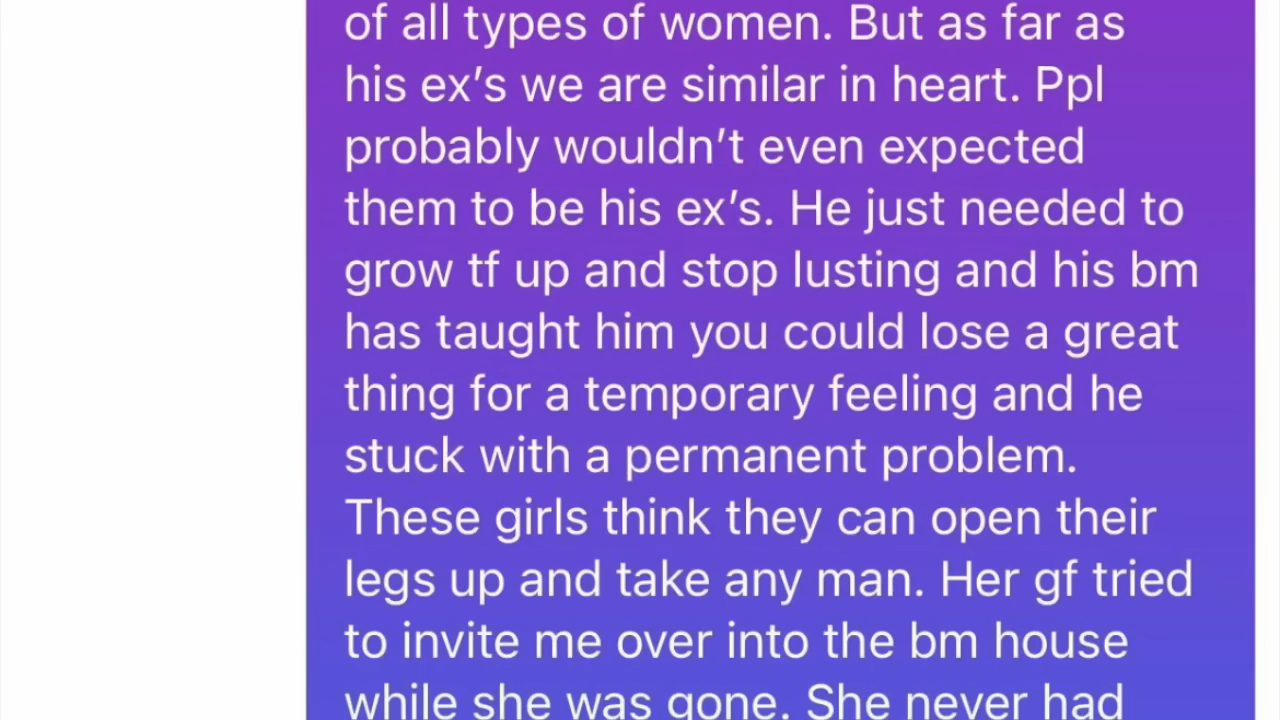 of all types of women. But as far as
his ex’s we are similar in heart. Ppl
probably wouldn’t even expected
them to be his ex’s. He just needed to
grow tf up and stop lusting and his bm
has taught him you could lose a great
thing for a temporary feeling and he
stuck with a permanent problem.
These girls think they can open their
legs up and take any man. Her gf tried
to invite me over into the bm house
while she was gone. She never had